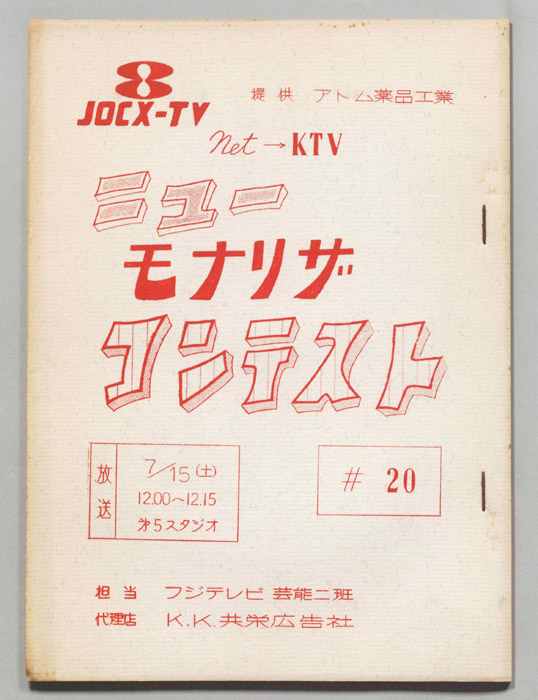 8
JOCX-TV
提供 アトム薬品工業
Net→KTV
ニュー
モナリザ
コンテスト
放送
7/15(土)
12.00~12.15
才5スタジオ
# 20
担当 フジテレビ 芸能二班
代理店 K.K.共栄広告社